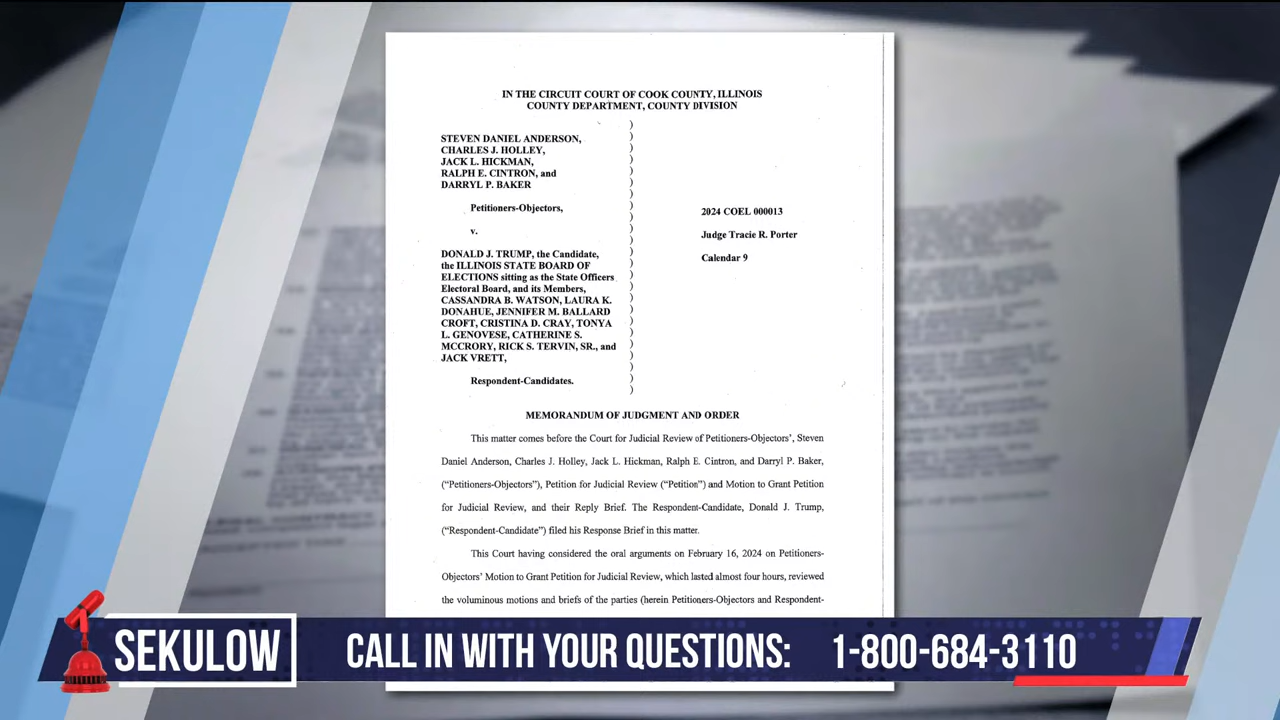 IN THE CIRCUIT COURT OF COOK COUNTY, ILLINOIS
COUNTY DEPARTMENT, COUNTY DIVISION
STEVEN DANIEL ANDERSON,
CHARLES J. HOLLEY,
JACK L. HICKMAN,
RALPH E. CINTRON, and
DARRYL P. BAKER
Petitioners-Objectors,
v.
DONALD J. TRUMP, the Candidate,
the ILLINOIS STATE BOARD OF
ELECTIONS sitting as the State Officers
Electoral Board, and its Members,
CASSANDRA B. WATSON, LAURA K.
DONAHUE, JENNIFER M. BALLARD
CROFT, CRISTINA D. CRAY, TONYA
L. GENOVESE, CATHERINE S.
MCCRORY, RICK S. TERVIN, SR., and
JACK VRETT,
Respondent-Candidates.
2024 COEL 000013
Judge Tracie R. Porter
Calendar 9
MEMORANDUM OF JUDGMENT AND ORDER
This matter comes before the Court for Judicial Review of Petitioners-Objectors', Steven
Daniel Anderson, Charles J. Holley, Jack L. Hickman, Ralph E. Cintron, and Darryl P. Baker,
("Petitioners-Objectors"), Petition for Judicial Review ("Petition") and Motion to Grant Petition
for Judicial Review, and their Reply Brief. The Respondent-Candidate, Donald J. Trump,
("Respondent-Candidate") filed his Response Brief in this matter.
This Court having considered the oral arguments on February 16, 2024 on Petitioners-
Objectors' Motion to Grant Petition for Judicial Review, which lasted almost four hours, reviewed
the voluminous motions and briefs of the parties (herein Petitioners-Objectors and Respondent-
SEKULOW
CALL IN WITH YOUR QUESTIONS: 1-800-684-3110